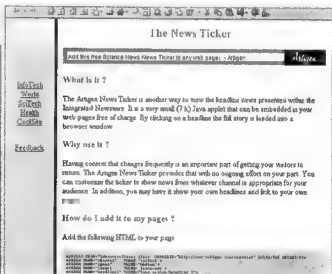 The News Ticker
Add this free Science News News Ticker to any web page. - Artigen
Artigen
InfoTech
World
SciTech
Health
CoolSite
Feedback
What is it ?
The Artigen News Ticker is another way to view the headline news presented within the
Integrated Newswire. It is a very small (7 k) Java applet that can be embedded in your
web pages free of charge. By clicking on a headline the full story is loaded into a
browser window
Why use it ?
Having content that changes frequently is an important part of getting your visitors to
return. The Artigen News Ticker provides that with no ongoing effort on your part. You
can customize the ticker to show news from whatever channel is appropriate for your
audience. In addition, you may have it show your own headlines and link to your own
How do I add it to my pages ?
Add the following HTML to your page